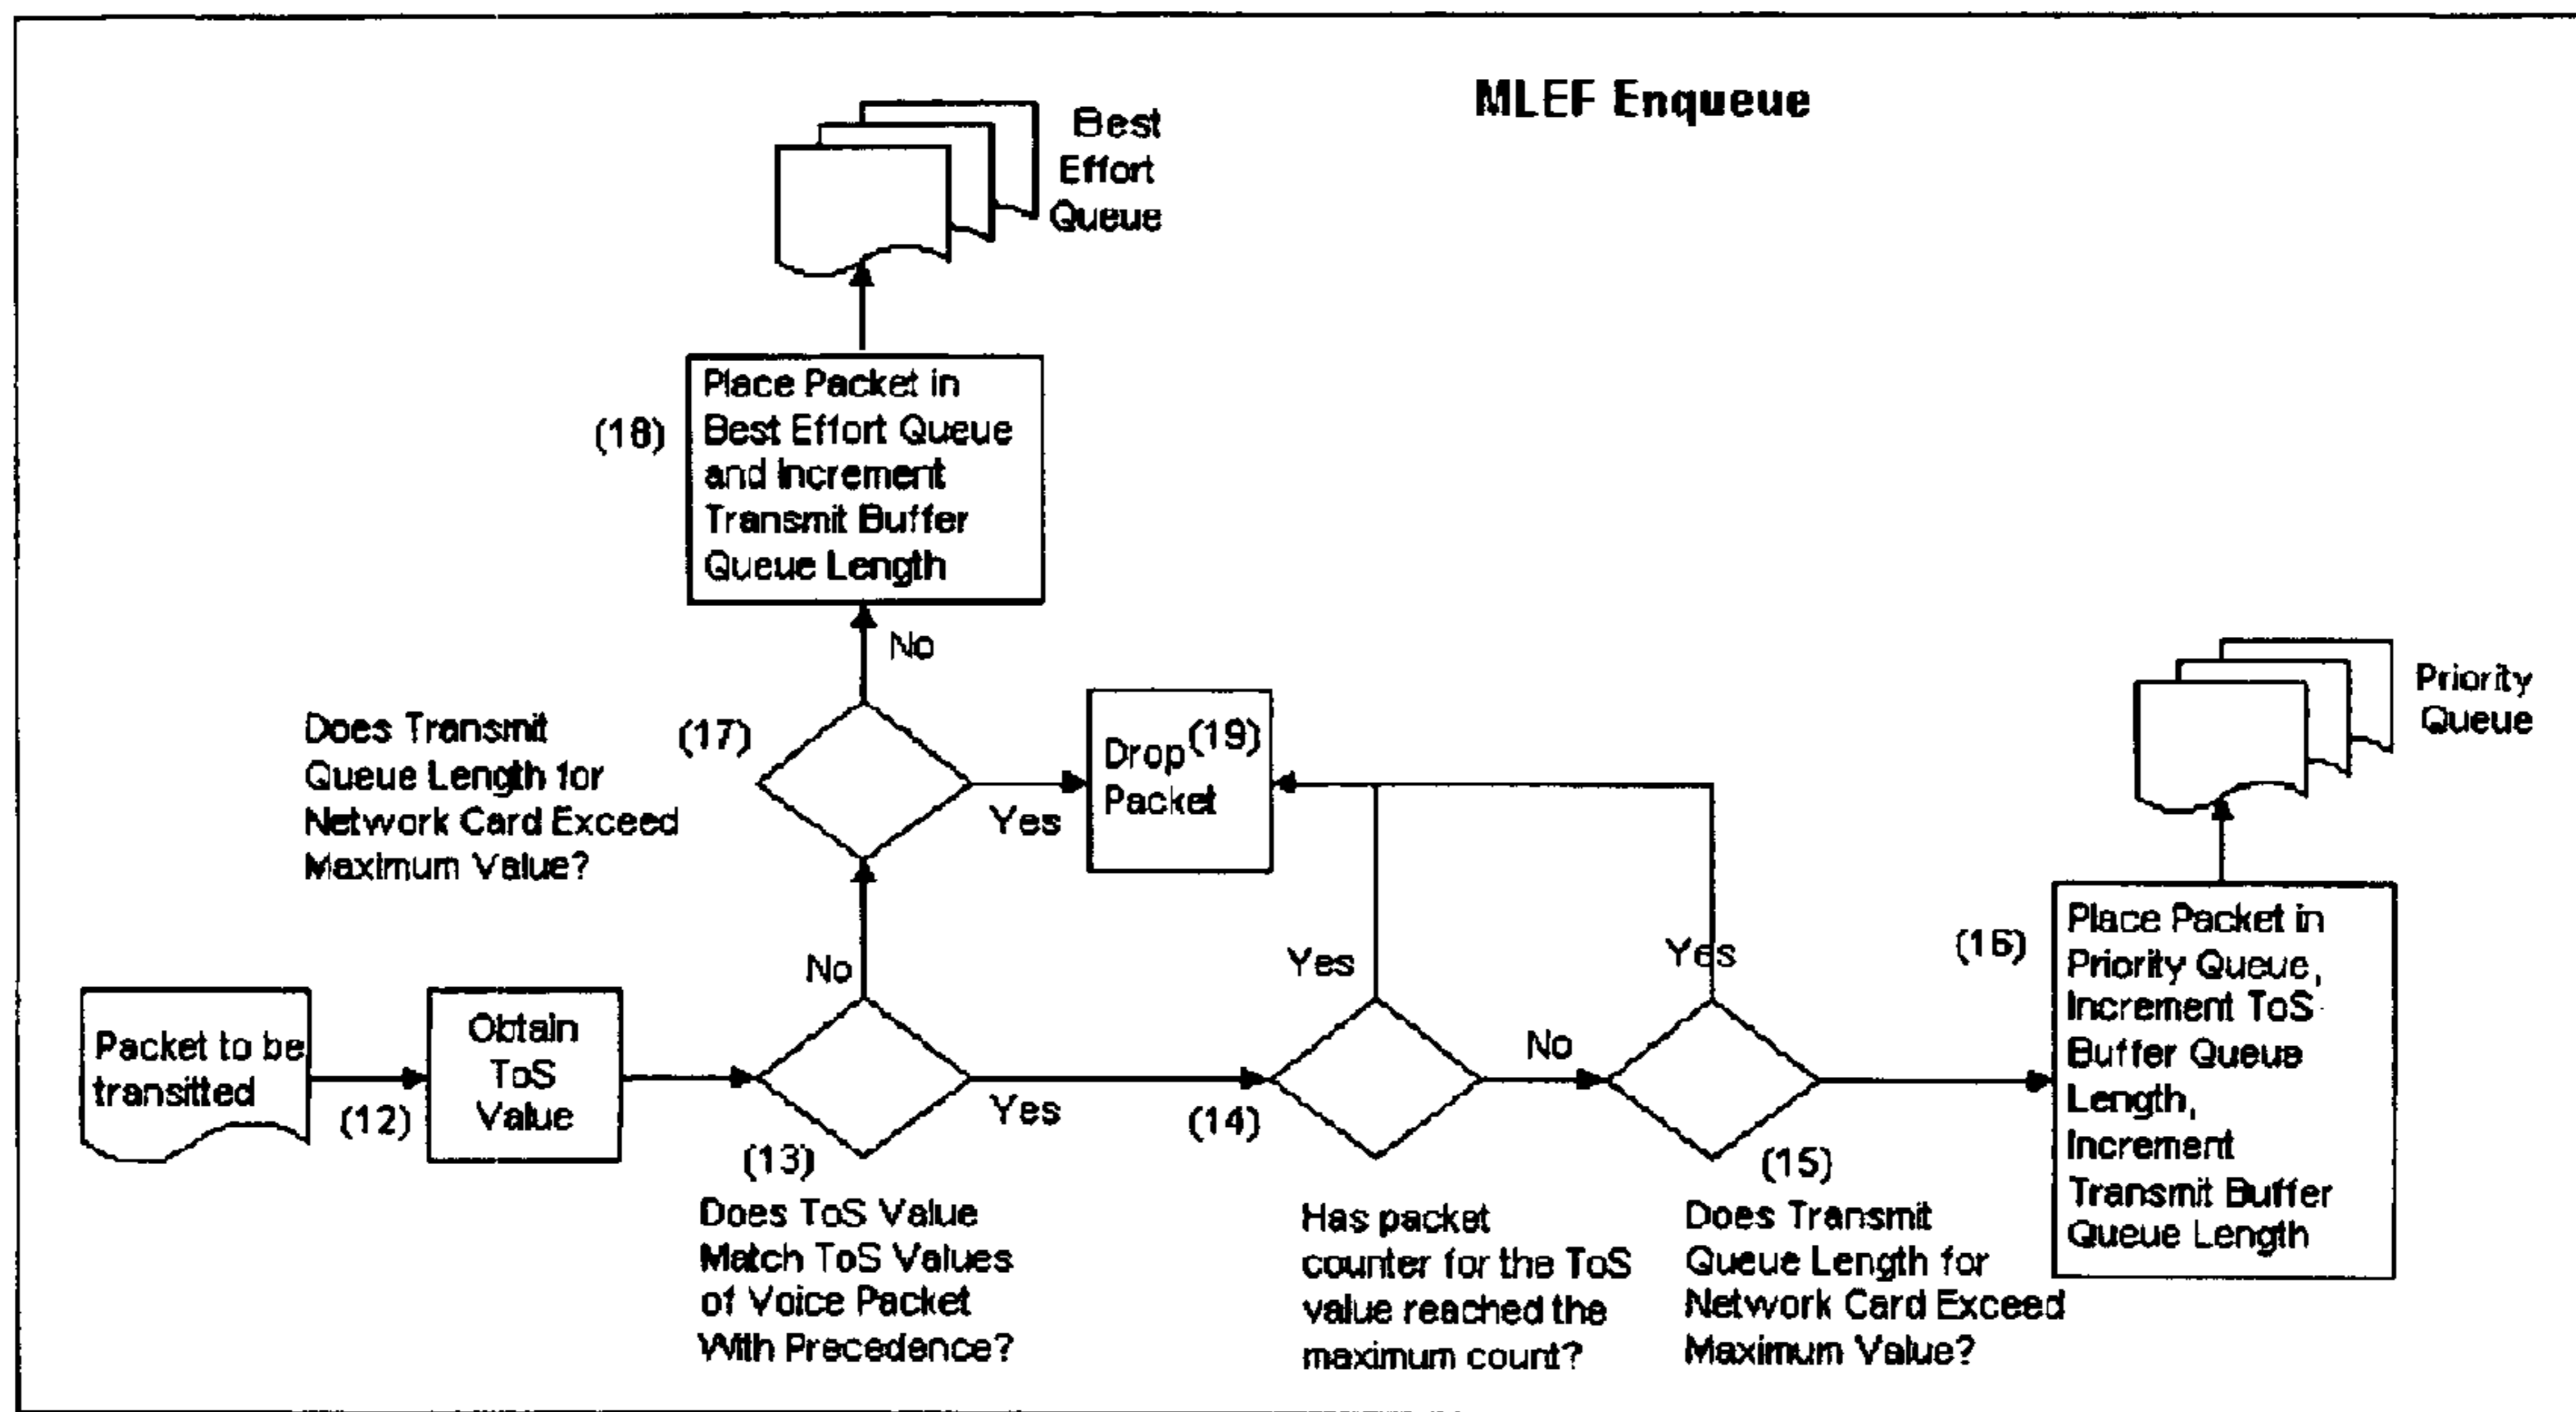 MLEF Enqueue
Best
Effort
Queue
Place Packet in
Best Effort Queue
and Increment
Transmit Buffer
Queue Length
(18)
No
Does Transmit
Queue Length for
Network Card Exceed
Maximum Value?
(17)
Yes
Drop
Packet
(19)
Priority
Queue
Packet to be
transitted
(12)
Obtain
ToS
Value
No
(13)
Does ToS Value
Match ToS Values
of Voice Packet
With Precedence?
Yes
(14)
Yes
Has packet
counter for the ToS
value reached the
maximum count?
No
Yes
(15)
Does Transmit
Queue Length for
Network Card Exceed
Maximum Value?
(16)
Place Packet in
Priority Queue,
Increment ToS
Buffer Queue
Length,
Increment
Transmit Buffer
Queue Length